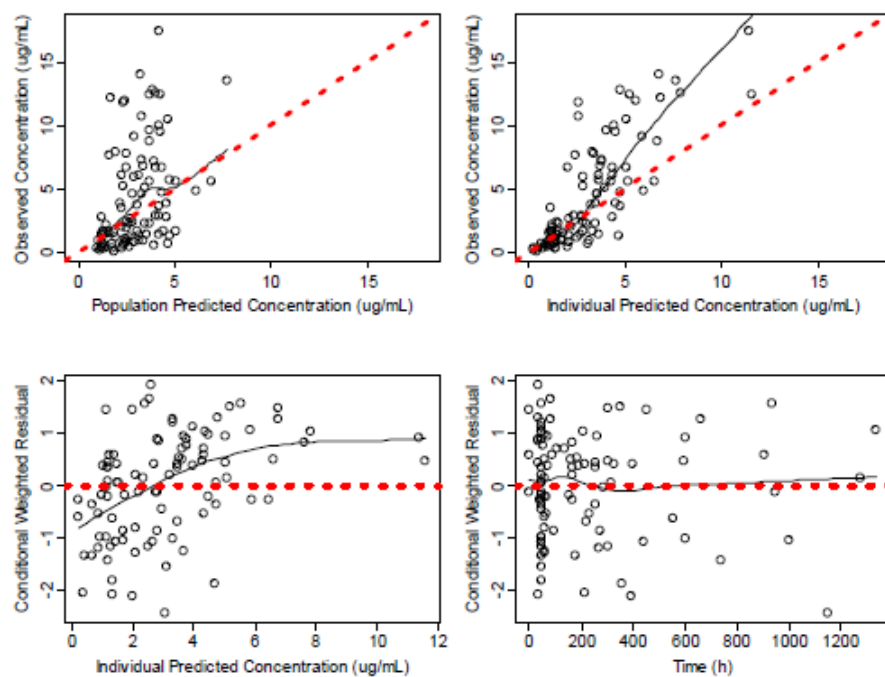 Observed Concentration (ug/mL)
0 5 10 15
0 5 10 15
Population Predicted Concentration (ug/mL)
Observed Concentration (ug/mL)
0 5 10 15
0 5 10 15
Individual Predicted Concentration (ug/mL)
Conditional Weighted Residual
-2 -1 0 1 2
0 2 4 6 8 10 12
Individual Predicted Concentration (ug/mL)
Conditional Weighted Residual
-2 -1 0 1 2
0 200 400 600 800 1000 1200
Time (h)